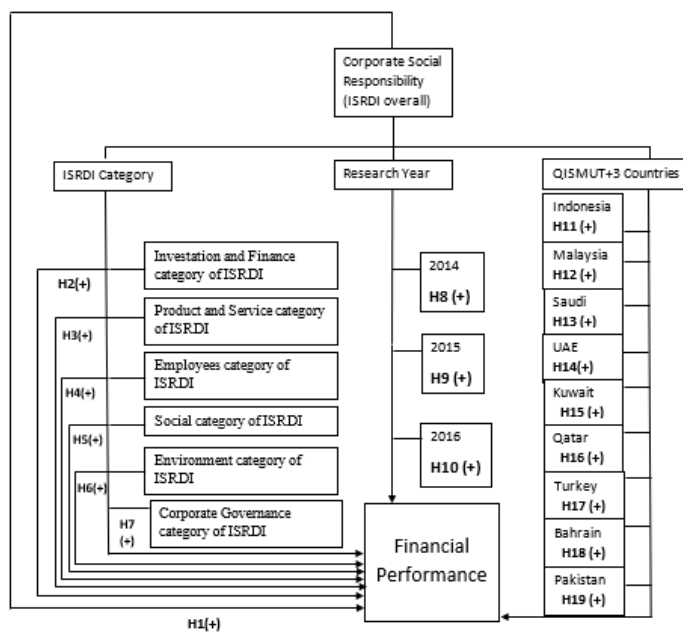 Corporate Social
Responsibility
(ISRDI overall)
ISRDI Category
Research Year
QISMUT+3 Countries
Investation and Finance
category of ISRDI
H2(+)
Product and Service category
of ISRDI
H3(+)
Employees category of
ISRDI
H4(+)
Social category of ISRDI
H5(+)
Environment category of
ISRDI
H6(+)
Corporate Governance
category of ISRDI
H7
(+)
2014
H8 (+)
2015
H9 (+)
2016
H10 (+)
Indonesia
H11 (+)
Malaysia
H12 (+)
Saudi
H13 (+)
UAE
H14(+)
Kuwait
H15 (+)
Qatar
H16 (+)
Turkey
H17 (+)
Bahrain
H18 (+)
Pakistan
H19 (+)
Financial
Performance
H1(+)